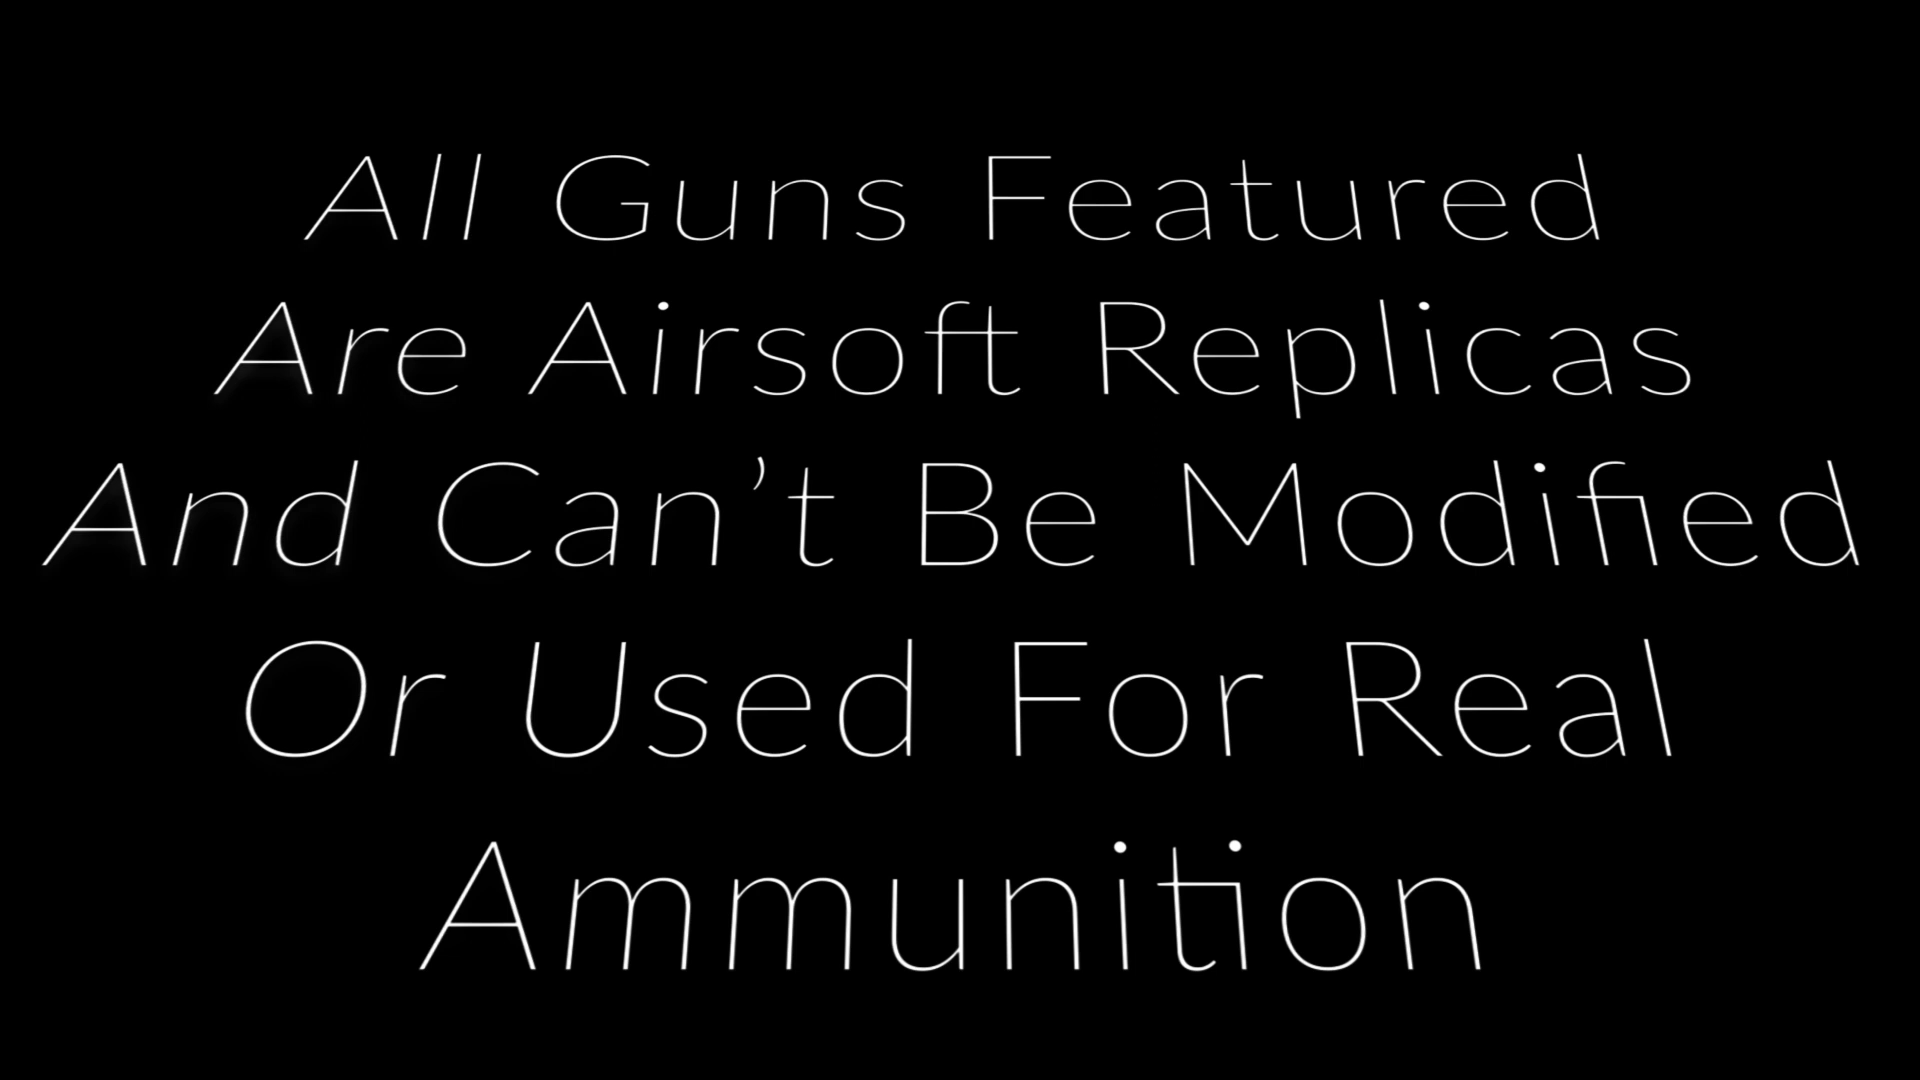 All Guns Featured
Are Airsoft Replicas
And Can’t Be Modified
Or Used For Real
Ammunition